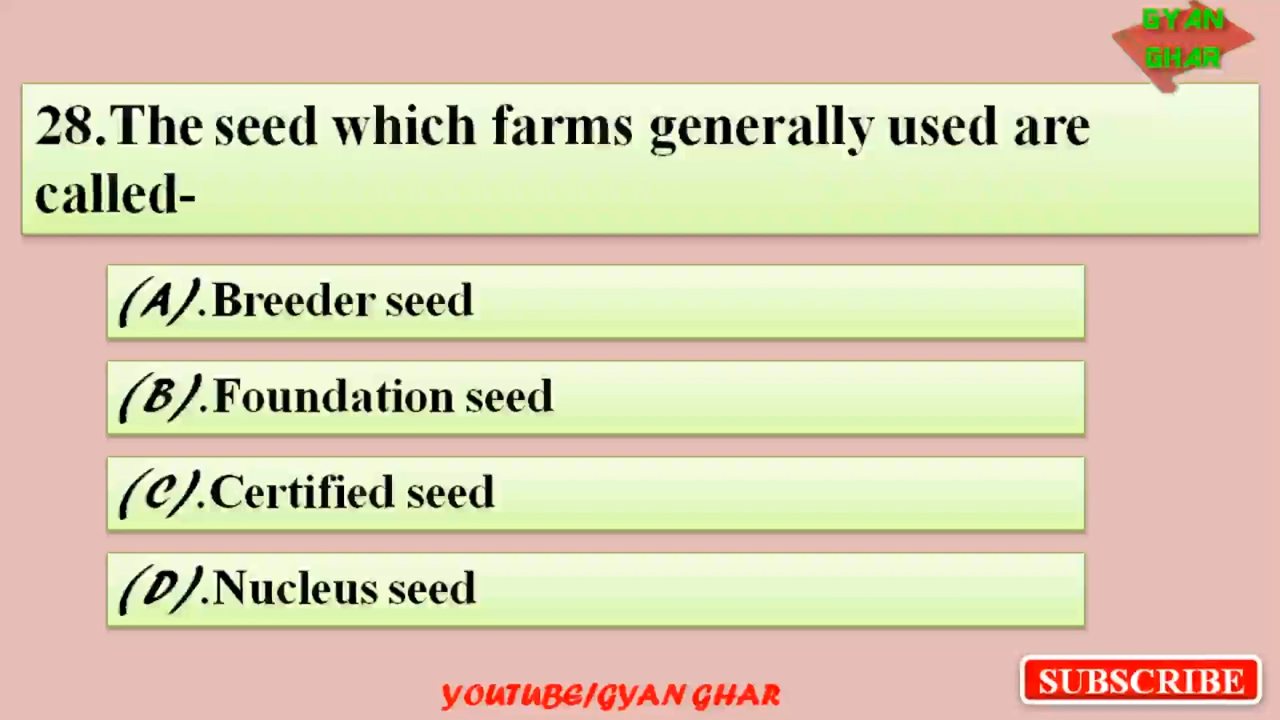 GYAN
GHAR
28.The seed which farms generally used are
called-
(A).Breeder seed
(B).Foundation seed
(C).Certified seed
(D).Nucleus seed
YOUTUBE/GYAN GHAR
SUBSCRIBE